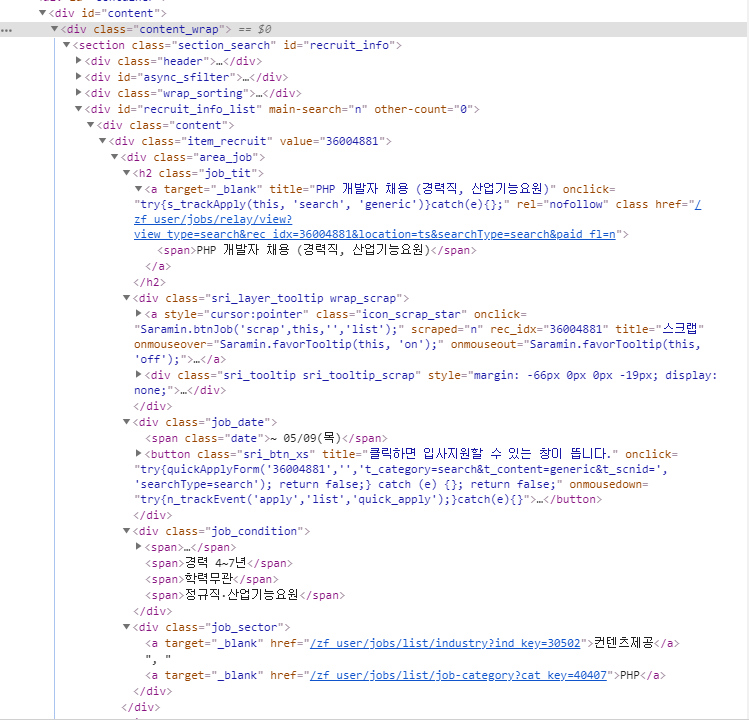 <div id="content">
<div class="content_wrap"> == $0
<section class="section_search" id="recruit_info">
<div class="header">…</div>
<div id="async_sfilter">…</div>
<div class="wrap_sorting">…</div>
<div id="recruit_info_list" main-search="n" other-count="0">
<div class="content">
<div class="item_recruit" value="36004881">
<div class="area_job">
<h2 class="job_tit">
<a target="_blank" title="PHP 개발자 채용 (경력직, 산업기능요원)" onclick=
"try{s_trackApply(this, 'search', 'generic')}catch(e){};" rel="nofollow" class href="/
zf_user/jobs/relay/view?
view_type=search&rec_idx=36004881&location=ts&searchType=search&paid_fl=n">
<span>PHP 개발자 채용 (경력직, 산업기능요원)</span>
</a>
</h2>
<div class="sri_layer_tooltip wrap_scrap">
<a style="cursor:pointer" class="icon_scrap_star" onclick=
"Saramin.btnJob('scrap',this,'','list');" scraped="n" rec_idx="36004881" title="스크랩"
onmouseover="Saramin.favorTooltip(this, 'on');" onmouseout="Saramin.favorTooltip(this,
'off');">…</a>
<div class="sri_tooltip sri_tooltip_scrap" style="margin: -66px 0px 0px -19px; display:
none;">…</div>
</div>
<div class="job_date">
<span class="date">~ 05/09(목)</span>
<button class="sri_btn_xs" title="클릭하면 입사지원할 수 있는 창이 뜹니다." onclick=
"try{quickApplyForm('36004881','','t_category=search&t_content=generic&t_scnid=',
'searchType=search'); return false;} catch (e) {}; return false;" onmousedown=
"try{n_trackEvent('apply','list','quick_apply');}catch(e){}">…</button>
</div>
<div class="job_condition">
<span>…</span>
<span>경력 4~7년</span>
<span>학력무관</span>
<span>정규직·산업기능요원</span>
</div>
<div class="job_sector">
<a target="_blank" href="/zf_user/jobs/list/industry?ind_key=30502">컨텐츠제공</a>
", "
<a target="_blank" href="/zf_user/jobs/list/job-category?cat_key=40407">PHP</a>
</div>
</div>